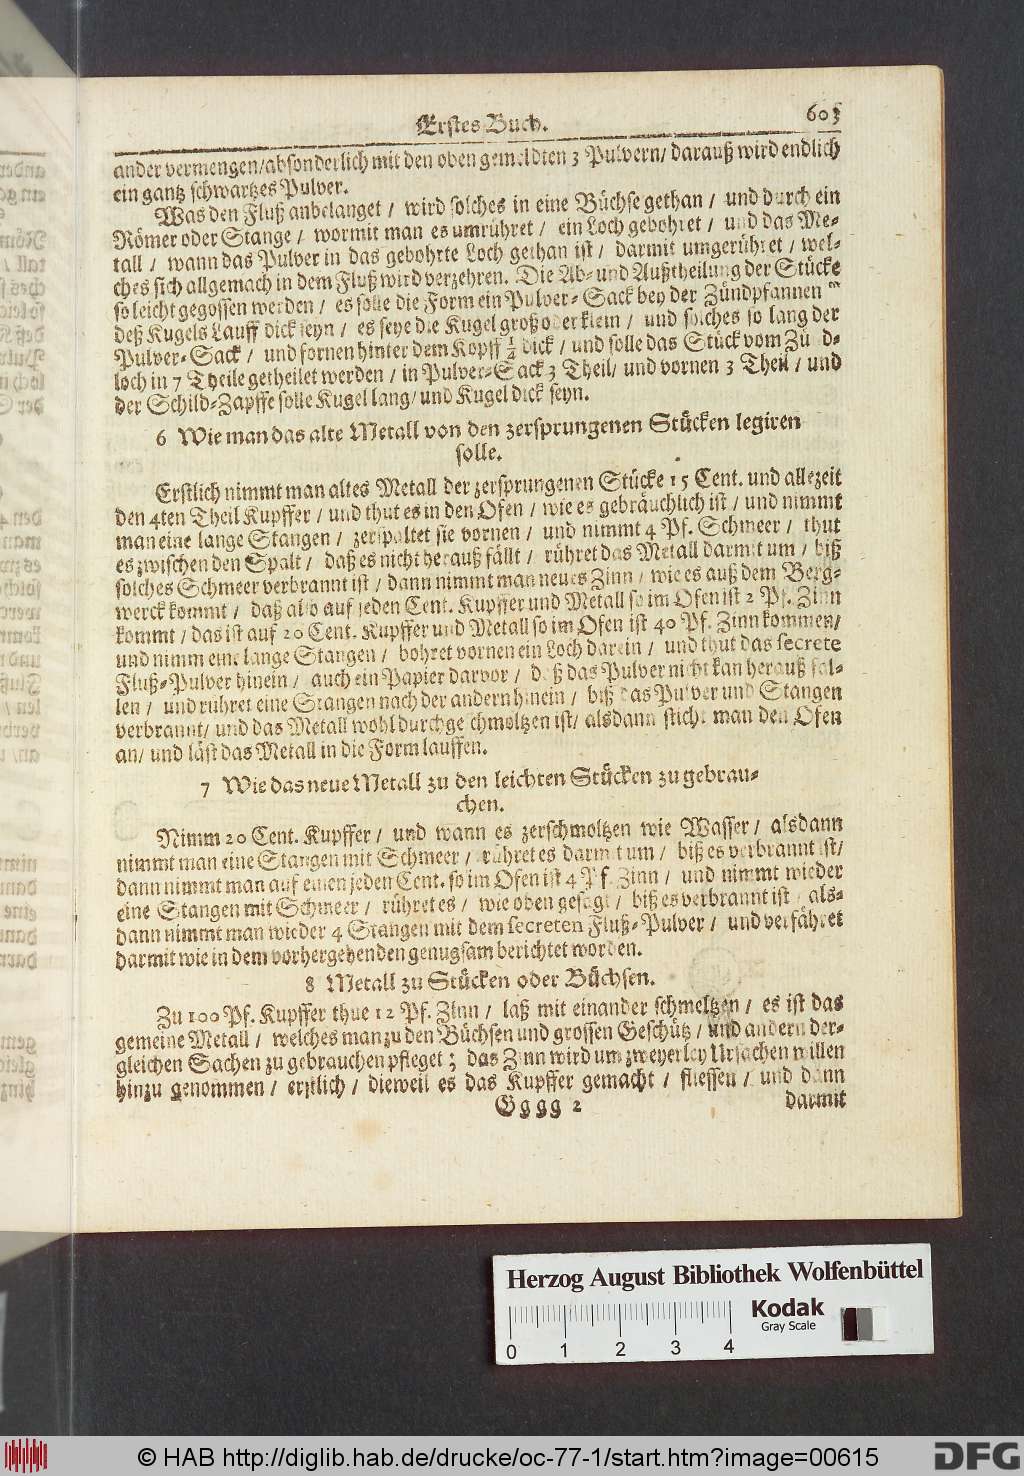 Erstes Buch. 603
ander vermengen/absonderlich mit den oben gemeldten 3 Pulvern/ darauß wird endlich
ein gantz schwartzes Pulver.
Was den Fluß anbelanget / wird solches in eine Büchse gethan / und durch ein
Römer oder Stange / wormit man es umrühret / ein Loch gebohret / und das Me-
tall / wann das Pulver in das gebohrte Loch gethan ist / darmit umgerühret / wel-
ches sich allgemach in dem Fluß wird verzehren. Die Ab- und Außtheilung der Stücke
so leicht gegossen werden / es solle die Form ein Pulver-Sack bey der Zündpfannen
deß Kugels Lauff dick seyn / es seye die Kugel groß oder klein / und solches so lang der
Pulver-Sack / und fornen hinter dem Kopff ½ dick / und solle das Stück vom Zünd-
loch in 7 Theile getheilet werden / in Pulver-Sack 3 Theil/ und vornen 3 Theil / und
der Schild-Zapffe solle Kugel lang/ und Kugel dick seyn.
6 Wie man das alte Metall von den zersprungenen Stücken legiren
solle.
Erstlich nimmt man altes Metall der zersprungenen Stücke 15 Cent. und allezeit
den 4ten Theil Kupffer / und thut es in den Ofen / wie es gebräuchlich ist / und nimmt
man eine lange Stangen / zerspaltet sie vornen / und nimmt 4 Pf. Schmeer / thut
es zwischen den Spalt / daß es nicht herauß fällt / rühret das Metall darmit um / biß
solches Schmeer verbrannt ist / dann nimmt man neues Zinn / wie es auß dem Berg-
werck kommt / daß also auf jeden Cent. Kupffer und Metall so im Ofen ist 2 Pf. Zinn
kommt / das ist auf 20 Cent. Kupffer und Metall so im Ofen ist 40 Pf. Zinn kommen/
und nimm eine lange Stangen / bohret vornen ein Loch darein / und thut das secrete
Fluß-Pulver hinein / auch ein Papier darvor / daß das Pulver nicht kan herauß fal-
len / und rühret eine Stangen nach der andern hinein / biß das Pulver und Stangen
verbrannt/ und das Metall wohl durchgeschmoltzen ist/ alsdann sticht man den Ofen
an/ und läst das Metall in die Form lauffen.
7 Wie das neue Metall zu den leichten Stücken zu gebrau-
chen.
Nimm 20 Cent. Kupffer / und wann es zerschmoltzen wie Wasser / alsdann
nimmt man eine Stangen mit Schmeer / rühret es darmit um / biß es verbrannt ist/
dann nimmt man auf einen jeden Cent. so im Ofen ist 4 Pf. Zinn / und nimmt wieder
eine Stangen mit Schmeer / rühret es / wie oben gesagt / biß es verbrannt ist / als-
dann nimmt man wieder 4 Stangen mit dem secreten Fluß-Pulver / und verfähret
darmit wie in dem vorhergehenden genugsam berichtet worden.
8 Metall zu Stücken oder Büchsen.
Zu 100 Pf. Kupffer thue 12 Pf. Zinn / laß mit einander schmeltzen / es ist das
gemeine Metall / welches man zu den Büchsen und grossen Geschütz / und andern der-
gleichen Sachen zu gebrauchen pfleget; das Zinn wird um zweyerley Ursachen willen
hinzu genommen / erstlich / dieweil es das Kupffer gemacht / fliessen / und dann
Gggg 2 darmit
Herzog August Bibliothek Wolfenbüttel
Kodak
Gray Scale
0 1 2 3 4
© HAB http://diglib.hab.de/drucke/oc-77-1/start.htm?image=00615
DFG